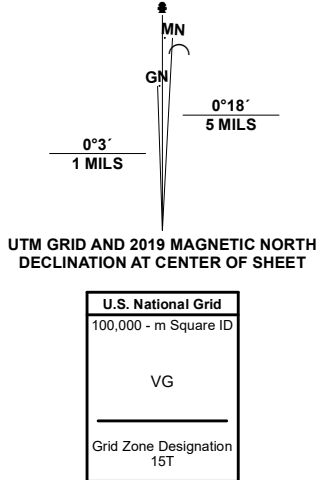 MN
GN
0°18´
5 MILS
0°3´
1 MILS
UTM GRID AND 2019 MAGNETIC NORTH
DECLINATION AT CENTER OF SHEET
U.S. National Grid
100,000 - m Square ID
VG
Grid Zone Designation
15T